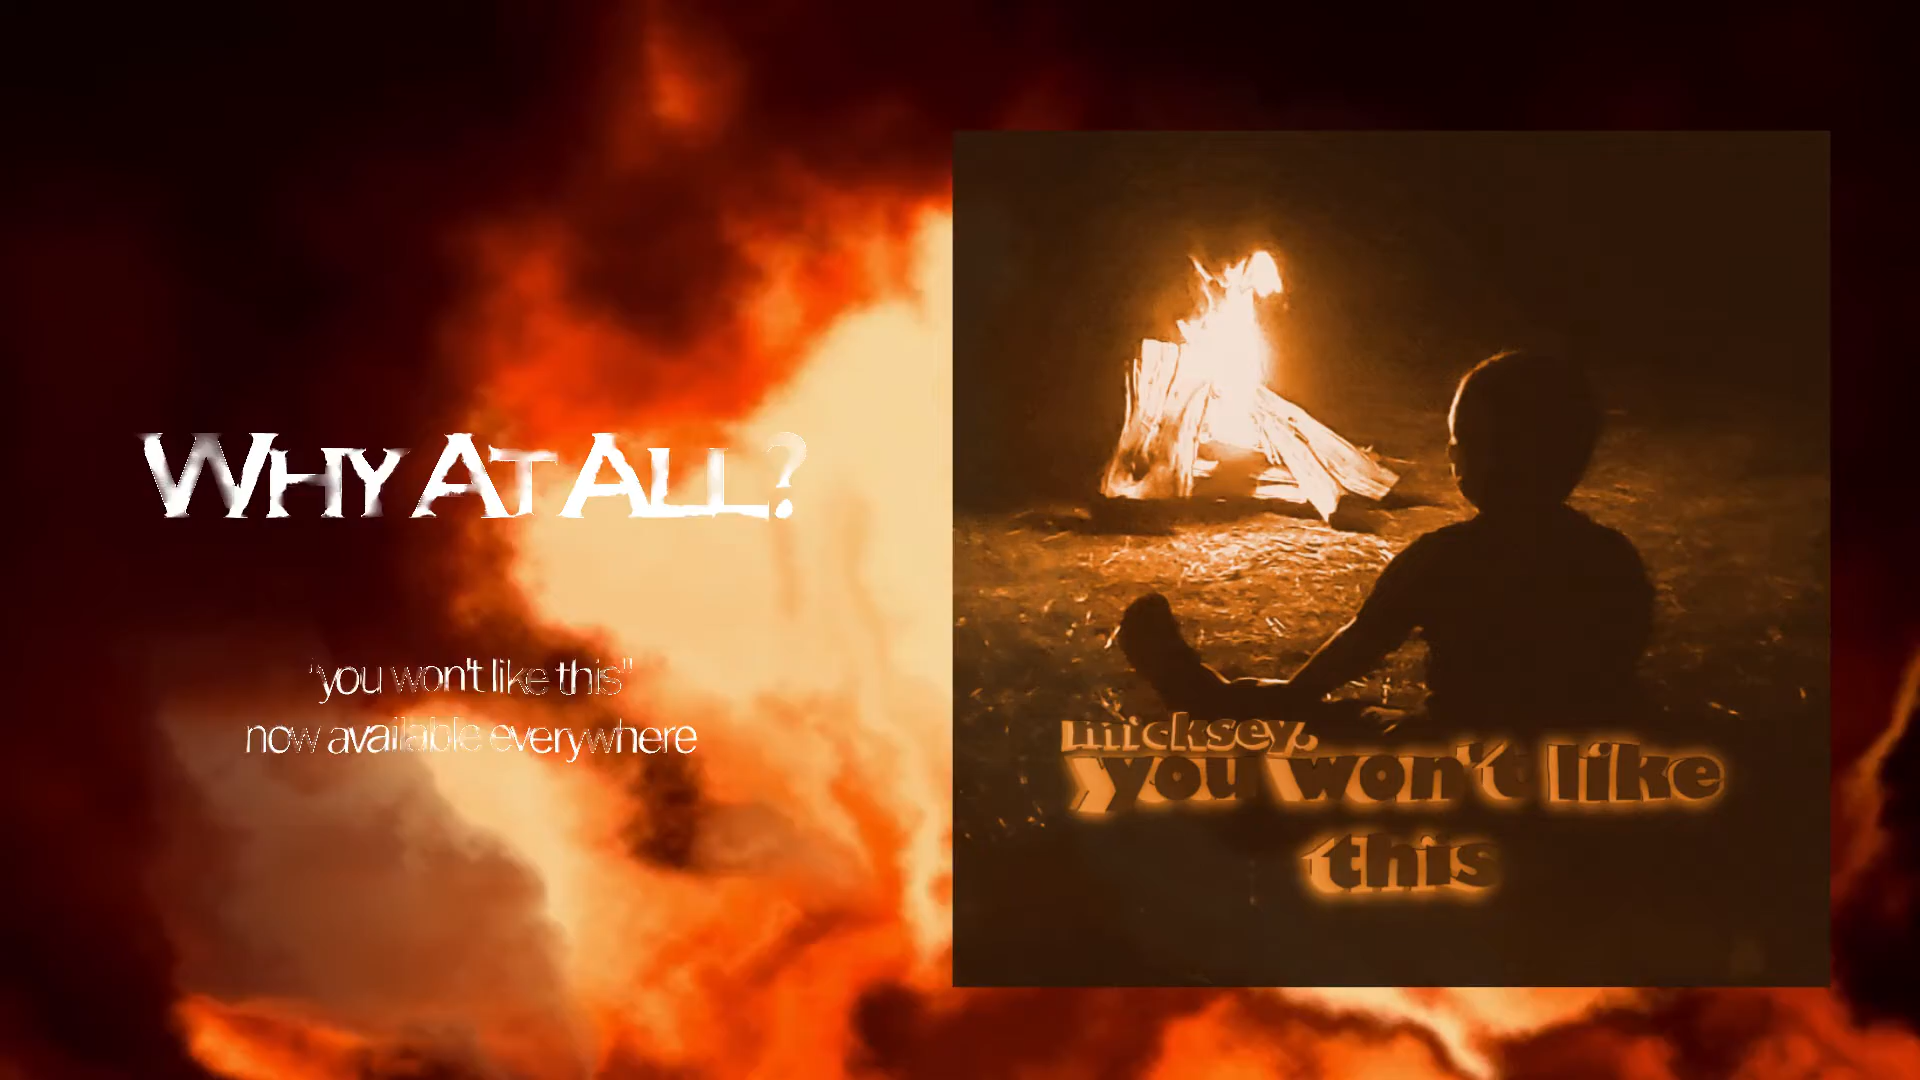 WHY AT ALL?
"you won't like this"
now available everywhere
micksey.
you won't like
this